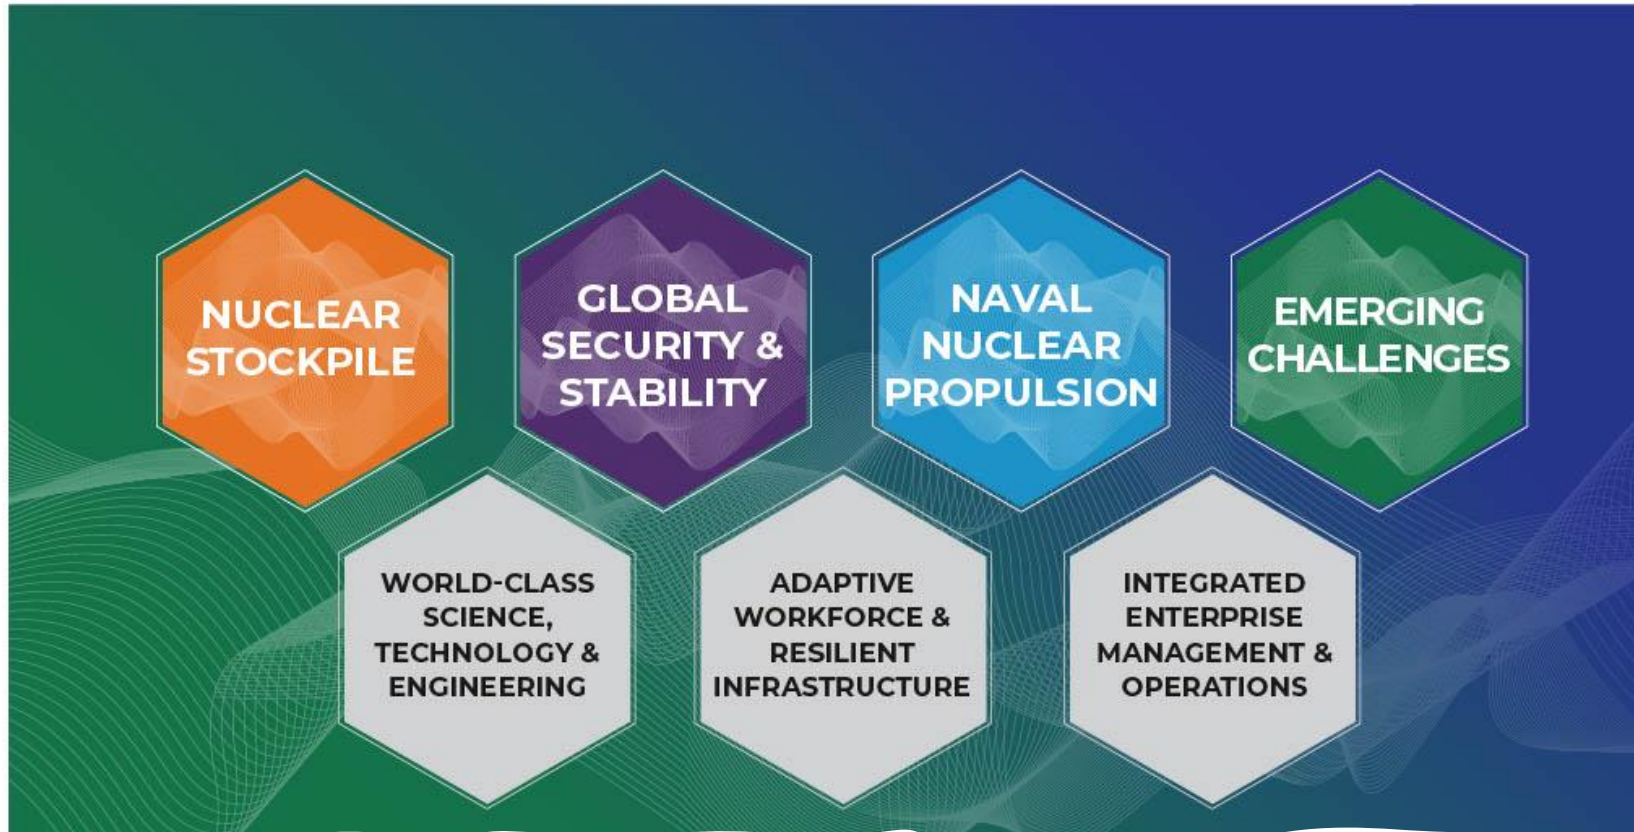 NUCLEAR
STOCKPILE
GLOBAL
SECURITY &
STABILITY
NAVAL
NUCLEAR
PROPULSION
EMERGING
CHALLENGES
WORLD-CLASS
SCIENCE,
TECHNOLOGY &
ENGINEERING
ADAPTIVE
WORKFORCE &
RESILIENT
INFRASTRUCTURE
INTEGRATED
ENTERPRISE
MANAGEMENT &
OPERATIONS